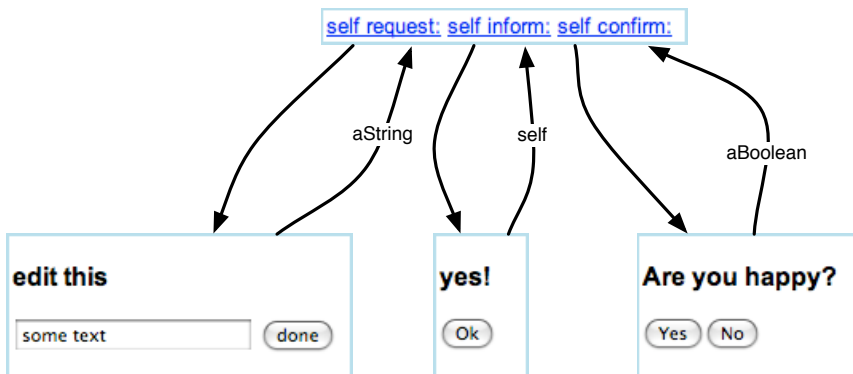 self request: self inform: self confirm:
aString
self
aBoolean
edit this
some text
done
yes!
Ok
Are you happy?
Yes
No